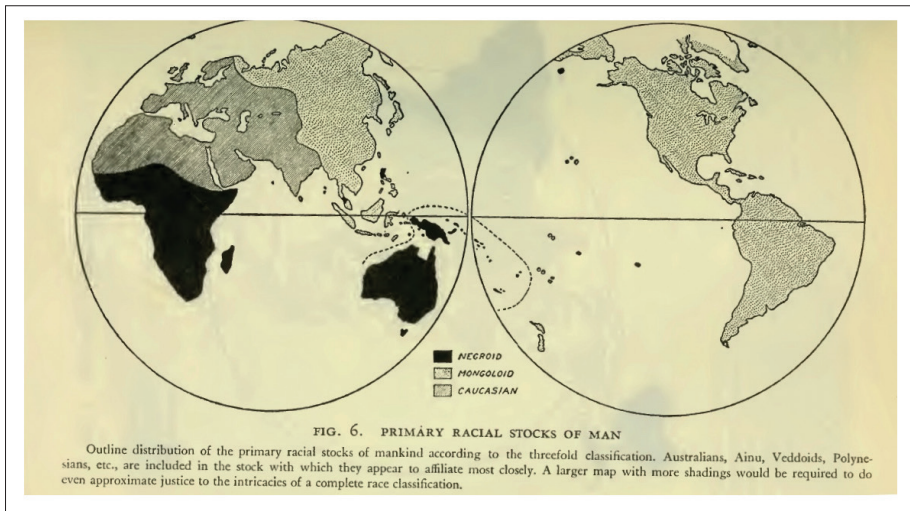 NEGROID
MONGOLOID
CAUCASIAN
FIG. 6. PRIMARY RACIAL STOCKS OF MAN
Outline distribution of the primary racial stocks of mankind according to the threefold classification. Australians, Ainu, Veddoids, Polyne-
sians, etc., are included in the stock with which they appear to affiliate most closely. A larger map with more shadings would be required to do
even approximate justice to the intricacies of a complete race classification.